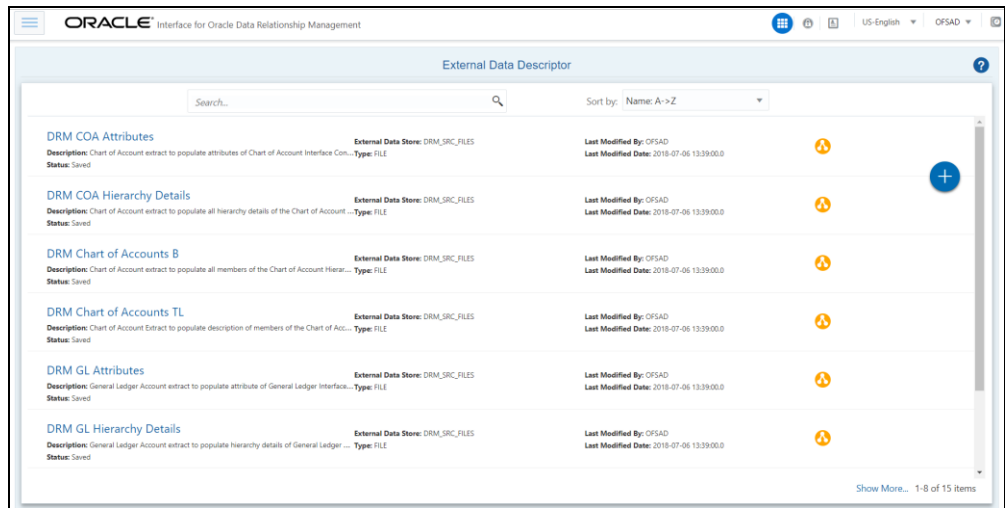 ORACLE® Interface for Oracle Data Relationship Management
US-English OFSAD
External Data Descriptor
?
Search... Sort by: Name: A->Z
DRM COA Attributes
External Data Store: DRM_SRC_FILES Last Modified By: OFSAD
Description: Chart of Account extract to populate attributes of Chart of Account Interface Con... Type: FILE Last Modified Date: 2018-07-06 13:39:00.0
Status: Saved
DRM COA Hierarchy Details
External Data Store: DRM_SRC_FILES Last Modified By: OFSAD
Description: Chart of Account extract to populate all hierarchy details of the Chart of Account ... Type: FILE Last Modified Date: 2018-07-06 13:39:00.0
Status: Saved
DRM Chart of Accounts B
External Data Store: DRM_SRC_FILES Last Modified By: OFSAD
Description: Chart of Account extract to populate all members of the Chart of Account Hierar... Type: FILE Last Modified Date: 2018-07-06 13:39:00.0
Status: Saved
DRM Chart of Accounts TL
External Data Store: DRM_SRC_FILES Last Modified By: OFSAD
Description: Chart of Account Extract to populate description of members of the Chart of Acc... Type: FILE Last Modified Date: 2018-07-06 13:39:00.0
Status: Saved
DRM GL Attributes
External Data Store: DRM_SRC_FILES Last Modified By: OFSAD
Description: General Ledger Account extract to populate attribute of General Ledger Interface... Type: FILE Last Modified Date: 2018-07-06 13:39:00.0
Status: Saved
DRM GL Hierarchy Details
External Data Store: DRM_SRC_FILES Last Modified By: OFSAD
Description: General Ledger Account extract to populate hierarchy details of General Ledger ... Type: FILE Last Modified Date: 2018-07-06 13:39:00.0
Status: Saved
Show More... 1-8 of 15 items